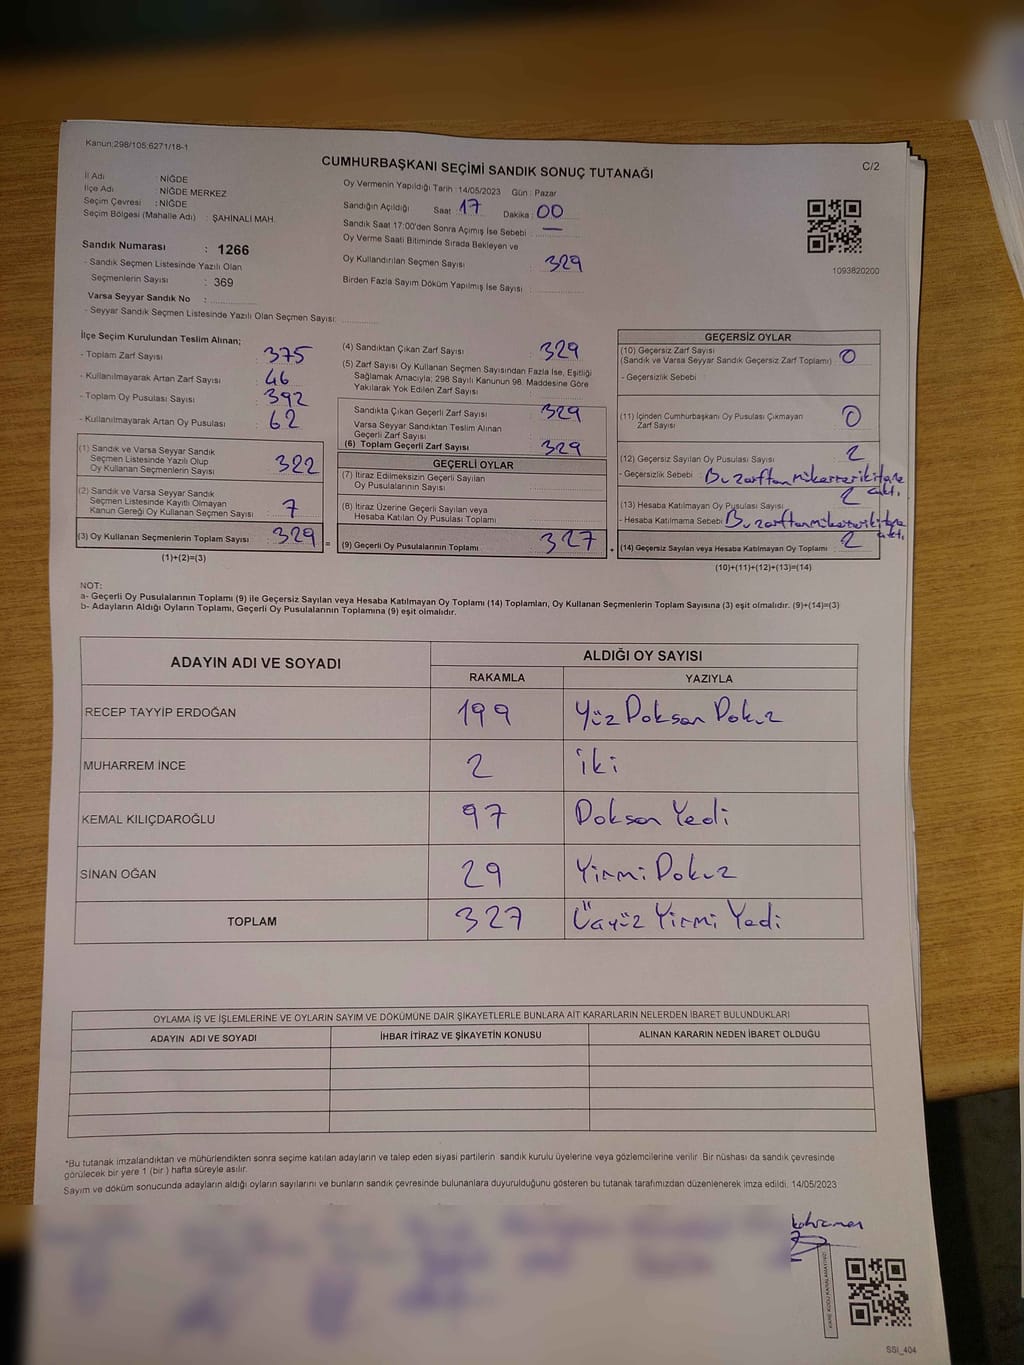 Kanun:298/105;6271/18-1
CUMHURBAŞKANI SEÇİMİ SANDIK SONUÇ TUTANAĞI
C/2
İl Adı : NİĞDE
İlçe Adı : NİĞDE MERKEZ
Seçim Çevresi : NİĞDE
Seçim Bölgesi (Mahalle Adı) : ŞAHİNALİ MAH.
Sandık Numarası : 1266
- Sandık Seçmen Listesinde Yazılı Olan
Seçmenlerin Sayısı : 369
Varsa Seyyar Sandık No :
- Seyyar Sandık Seçmen Listesinde Yazılı Olan Seçmen Sayısı:
Oy Vermenin Yapıldığı Tarih : 14/05/2023 Gün : Pazar
Sandığın Açıldığı Saat 17 Dakika : 00
Sandık Saat 17:00'den Sonra Açımış İse Sebebi : —
Oy Verme Saati Bitiminde Sırada Bekleyen ve
Oy Kullandırılan Seçmen Sayısı : 329
Birden Fazla Sayım Döküm Yapılmış İse Sayısı :
1093820200
İlçe Seçim Kurulundan Teslim Alınan;
- Toplam Zarf Sayısı : 375
- Kullanılmayarak Artan Zarf Sayısı : 46
- Toplam Oy Pusulası Sayısı : 392
- Kullanılmayarak Artan Oy Pusulası : 62
(1) Sandık ve Varsa Seyyar Sandık
Seçmen Listesinde Yazılı Olup
Oy Kullanan Seçmenlerin Sayısı : 322
(2) Sandık ve Varsa Seyyar Sandık
Seçmen Listesinde Kayıtlı Olmayan
Kanun Gereği Oy Kullanan Seçmen Sayısı : 7
(3) Oy Kullanan Seçmenlerin Toplam Sayısı : 329
(1)+(2)=(3)
(4) Sandıktan Çıkan Zarf Sayısı : 329
(5) Zarf Sayısı Oy Kullanan Seçmen Sayısından Fazla İse, Eşitliği
Sağlamak Amacıyla; 298 Sayılı Kanunun 98. Maddesine Göre
Yakılarak Yok Edilen Zarf Sayısı :
Sandıkta Çıkan Geçerli Zarf Sayısı : 329
Varsa Seyyar Sandıktan Teslim Alınan
Geçerli Zarf Sayısı :
(6) Toplam Geçerli Zarf Sayısı : 329
GEÇERLİ OYLAR
(7) İtiraz Edilmeksizin Geçerli Sayılan
Oy Pusulalarının Sayısı :
(8) İtiraz Üzerine Geçerli Sayılan veya
Hesaba Katılan Oy Pusulası Toplamı :
= (9) Geçerli Oy Pusulalarının Toplamı : 327
GEÇERSİZ OYLAR
(10) Geçersiz Zarf Sayısı
(Sandık ve Varsa Seyyar Sandık Geçersiz Zarf Toplamı) : 0
- Geçersizlik Sebebi :
(11) İçinden Cumhurbaşkanı Oy Pusulası Çıkmayan
Zarf Sayısı : 0
(12) Geçersiz Sayılan Oy Pusulası Sayısı : 2
- Geçersizlik Sebebi :
(13) Hesaba Katılmayan Oy Pusulası Sayısı : 2
- Hesaba Katılmama Sebebi :
+ (14) Geçersiz Sayılan veya Hesaba Katılmayan Oy Toplamı : 2
(10)+(11)+(12)+(13)=(14)
NOT:
a- Geçerli Oy Pusulalarının Toplamı (9) ile Geçersiz Sayılan veya Hesaba Katılmayan Oy Toplamı (14) Toplamları, Oy Kullanan Seçmenlerin Toplam Sayısına (3) eşit olmalıdır. (9)+(14)=(3)
b- Adayların Aldığı Oyların Toplamı, Geçerli Oy Pusulalarının Toplamına (9) eşit olmalıdır.
ADAYIN ADI VE SOYADI ALDIĞI OY SAYISI
RAKAMLA YAZIYLA
RECEP TAYYİP ERDOĞAN 199 Yüz Doksan Dokuz
MUHARREM İNCE 2 iki
KEMAL KILIÇDAROĞLU 97 Doksan Yedi
SİNAN OĞAN 29 Yirmi Dokuz
TOPLAM 327 Üçyüz Yirmi Yedi
OYLAMA İŞ VE İŞLEMLERİNE VE OYLARIN SAYIM VE DÖKÜMÜNE DAİR ŞİKAYETLERLE BUNLARA AİT KARARLARIN NELERDEN İBARET BULUNDUKLARI
ADAYIN ADI VE SOYADI İHBAR İTİRAZ VE ŞİKAYETİN KONUSU ALINAN KARARIN NEDEN İBARET OLDUĞU
*Bu tutanak imzalandıktan ve mühürlendikten sonra seçime katılan adayların ve talep eden siyasi partilerin sandık kurulu üyelerine veya gözlemcilerine verilir. Bir nüshası da sandık çevresinde
görülecek bir yere 1 (bir ) hafta süreyle asılır.
Sayım ve döküm sonucunda adayların aldığı oyların sayılarını ve bunların sandık çevresinde bulunanlara duyurulduğunu gösteren bu tutanak tarafımızdan düzenlenerek imza edildi. 14/05/2023
kahraman
SSİ_404